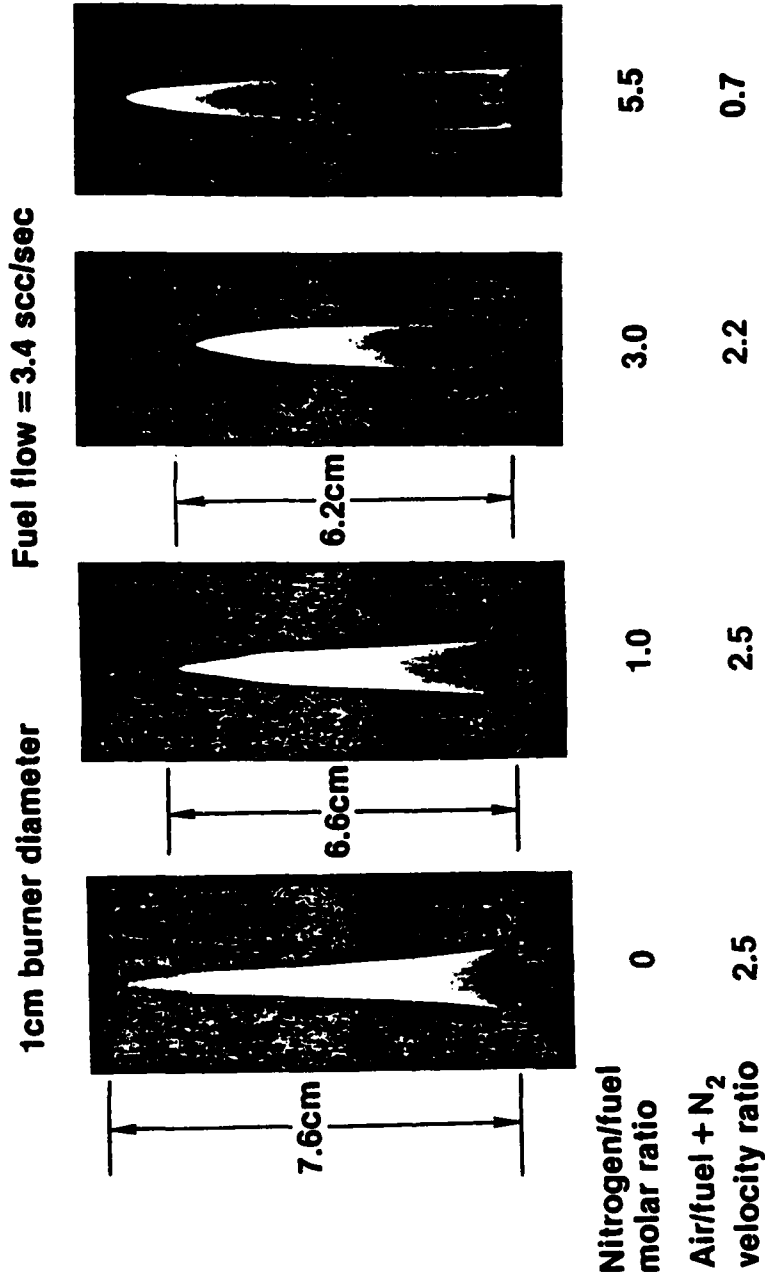 1cm burner diameter
Fuel flow = 3.4 scc/sec
7.6cm
6.6cm
6.2cm
Nitrogen/fuel
molar ratio
0
1.0
3.0
5.5
Air/fuel + N₂
velocity ratio
2.5
2.5
2.2
0.7